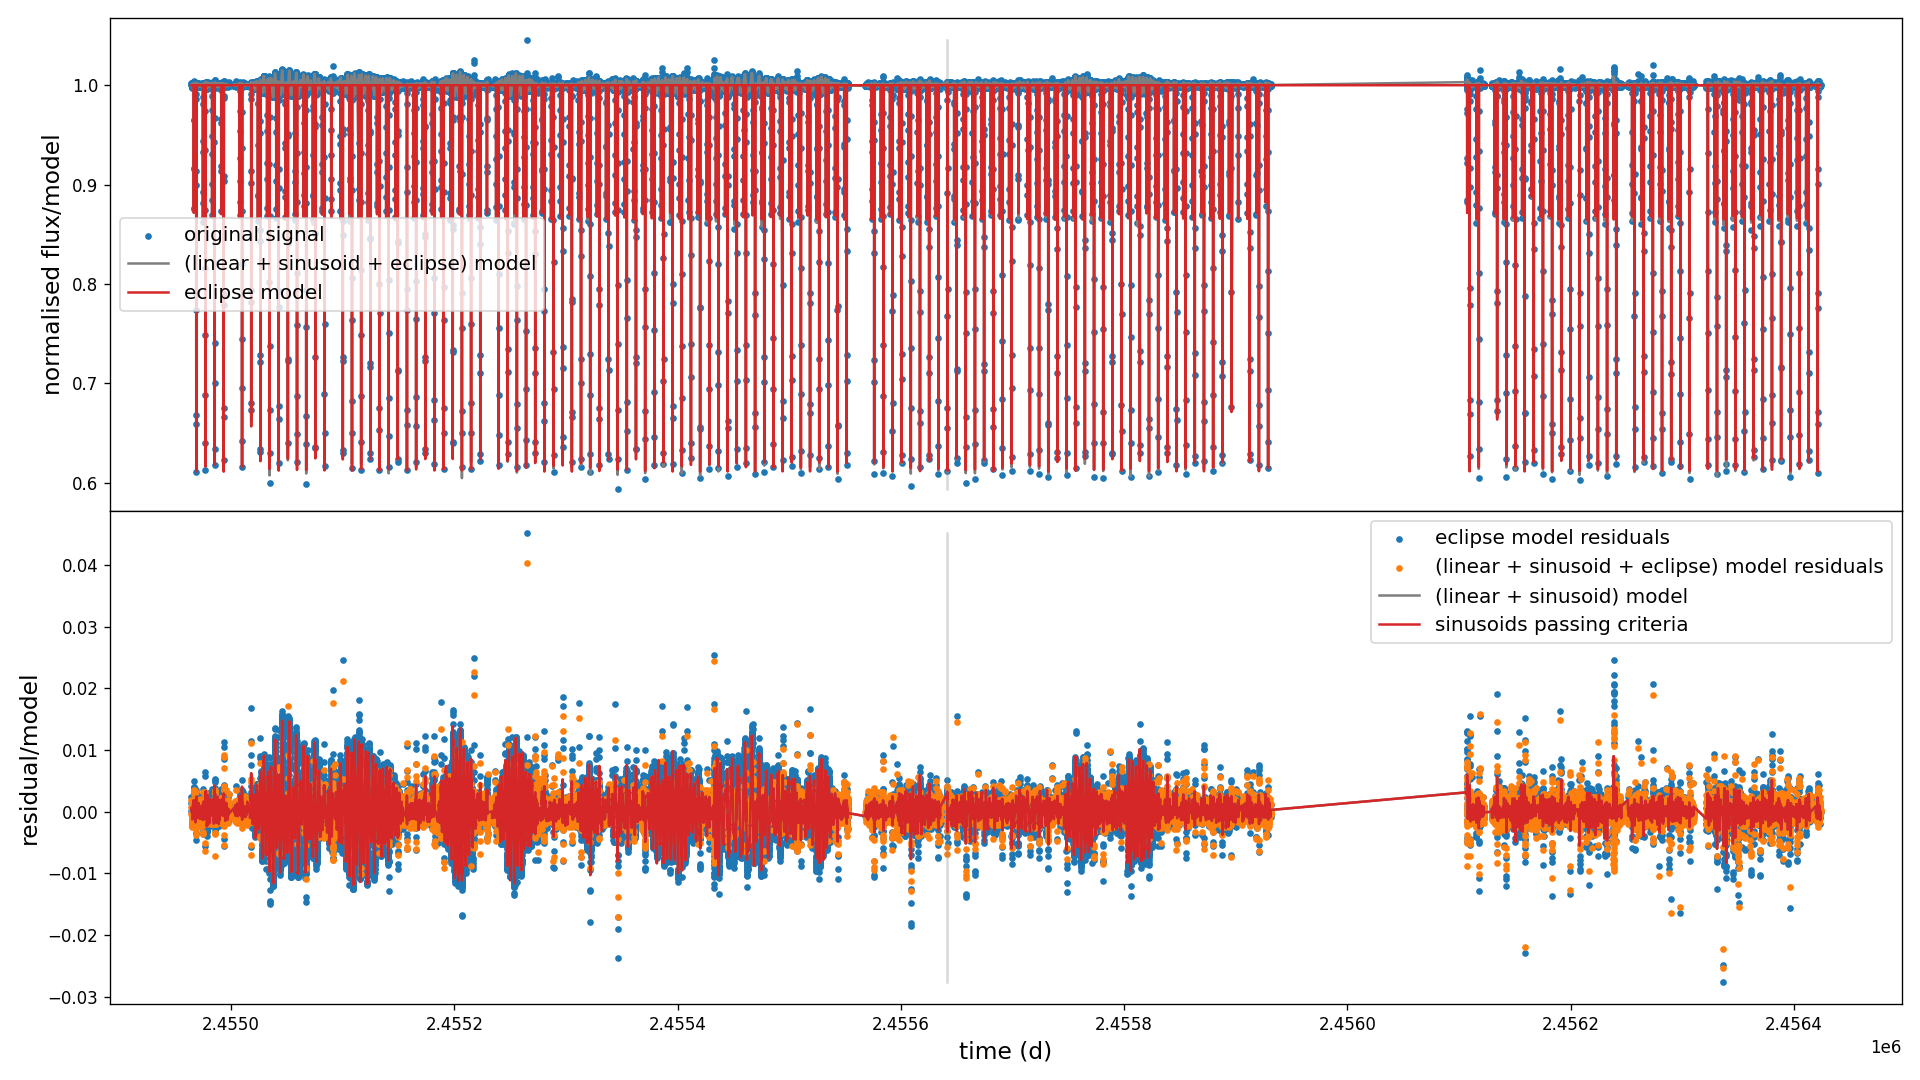 1.0
0.9
0.8
0.7
0.6
normalised flux/model
original signal
(linear + sinusoid + eclipse) model
eclipse model
0.04
0.03
0.02
0.01
0.00
−0.01
−0.02
−0.03
residual/model
eclipse model residuals
(linear + sinusoid + eclipse) model residuals
(linear + sinusoid) model
sinusoids passing criteria
2.4550 2.4552 2.4554 2.4556 2.4558 2.4560 2.4562 2.4564
1e6
time (d)